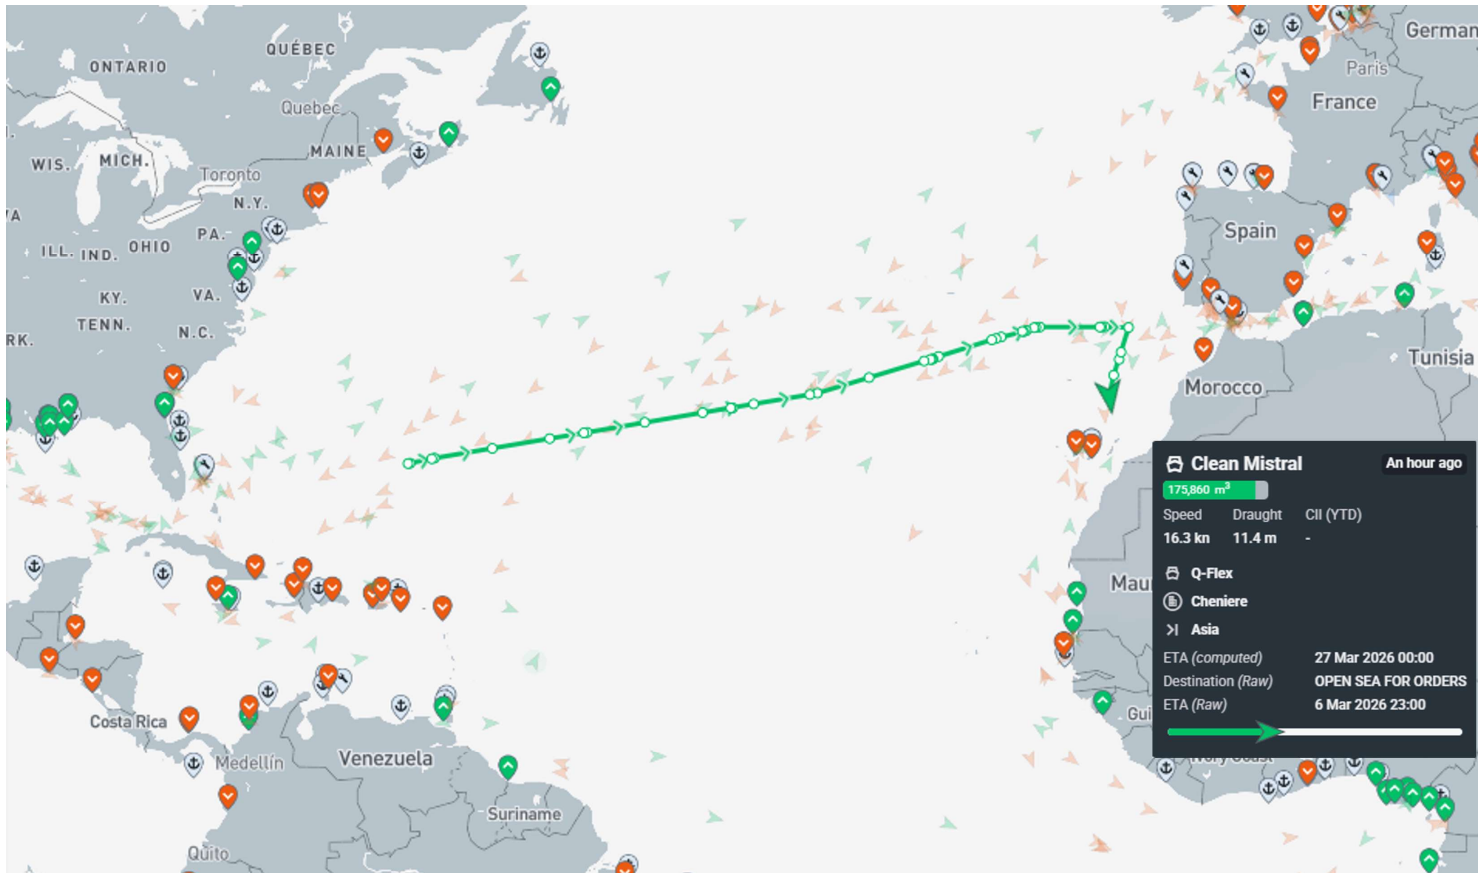 QUÉBEC
ONTARIO
Quebec
MAINE
WIS.
MICH.
Toronto
N.Y.
PA.
ILL.
IND.
OHIO
KY.
VA.
TENN.
N.C.
RK.
German
Paris
France
Spain
Tunisia
Morocco
Costa Rica
Medellín
Venezuela
Suriname
Quito
Mau
Gui
Clean Mistral
An hour ago
175,860 m³
Speed Draught CII (YTD)
16.3 kn 11.4 m -
Q-Flex
Cheniere
Asia
ETA (computed) 27 Mar 2026 00:00
Destination (Raw) OPEN SEA FOR ORDERS
ETA (Raw) 6 Mar 2026 23:00